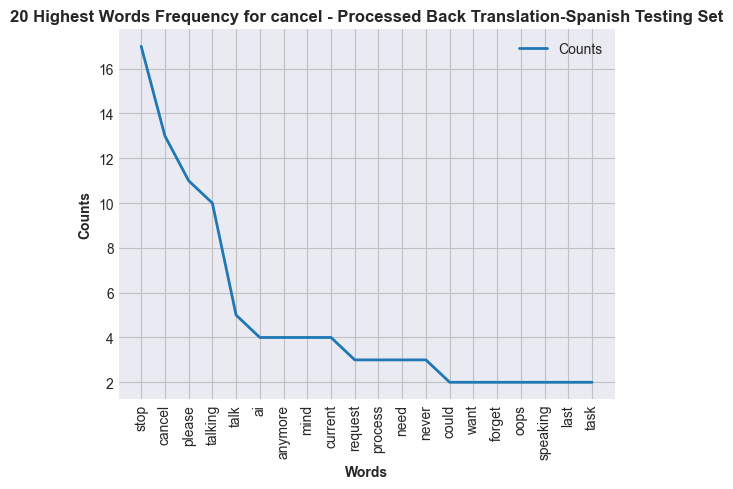 20 Highest Words Frequency for cancel - Processed Back Translation-Spanish Testing Set
Counts
16
14
12
10
8
6
4
2
Counts
stop
cancel
please
talking
talk
ai
anymore
mind
current
request
process
need
never
could
want
forget
oops
speaking
last
task
Words